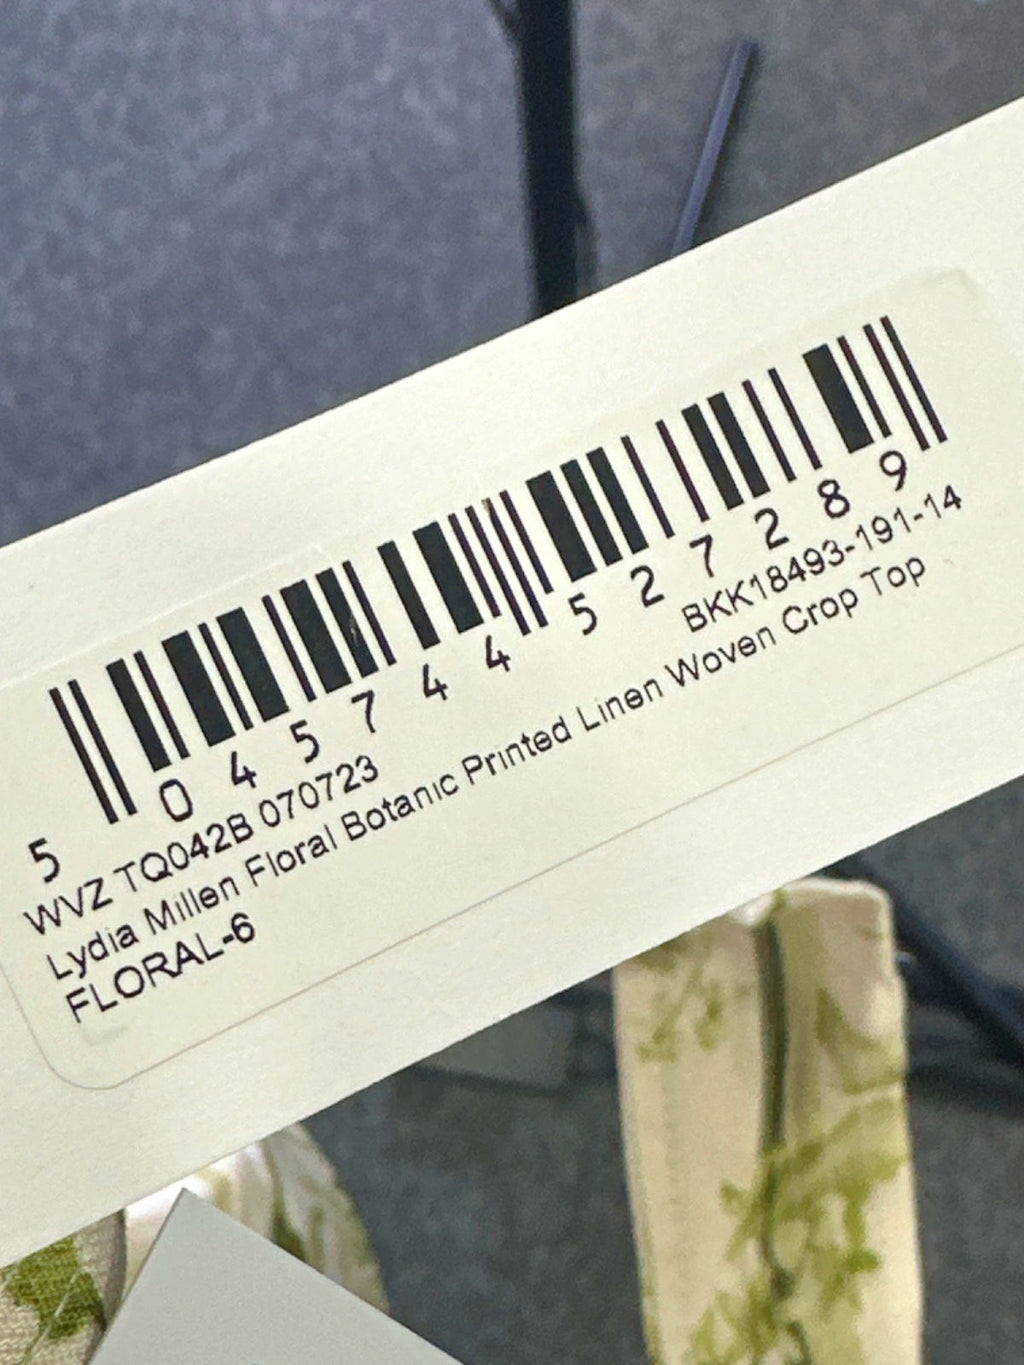 5 045744 527289
WVZ TQ042B 070723 BKK18493-191-14
Lydia Millen Floral Botanic Printed Linen Woven Crop Top
FLORAL-6